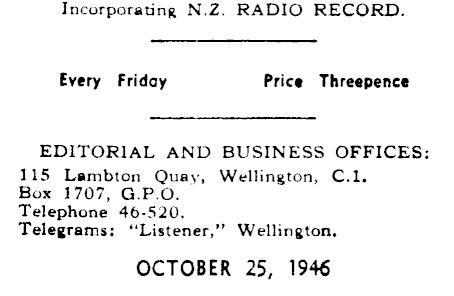 Incorporating N.Z. RADIO RECORD.
Every Friday Price Threepence
EDITORIAL AND BUSINESS OFFICES:
115 Lambton Quay, Wellington, C.1.
Box 1707, G.P.O.
Telephone 46-520.
Telegrams: "Listener," Wellington.
OCTOBER 25, 1946